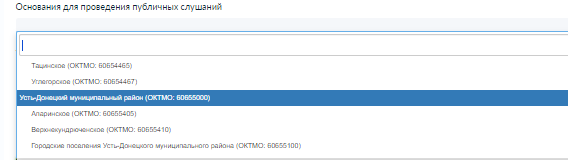 Основания для проведения публичных слушаний
Тацинское (ОКТМО: 60654465)
Углегорское (ОКТМО: 60654467)
Усть-Донецкий муниципальный район (ОКТМО: 60655000)
Апаринское (ОКТМО: 60655405)
Верхнекундрюченское (ОКТМО: 60655410)
Городские поселения Усть-Донецкого муниципального района (ОКТМО: 60655100)